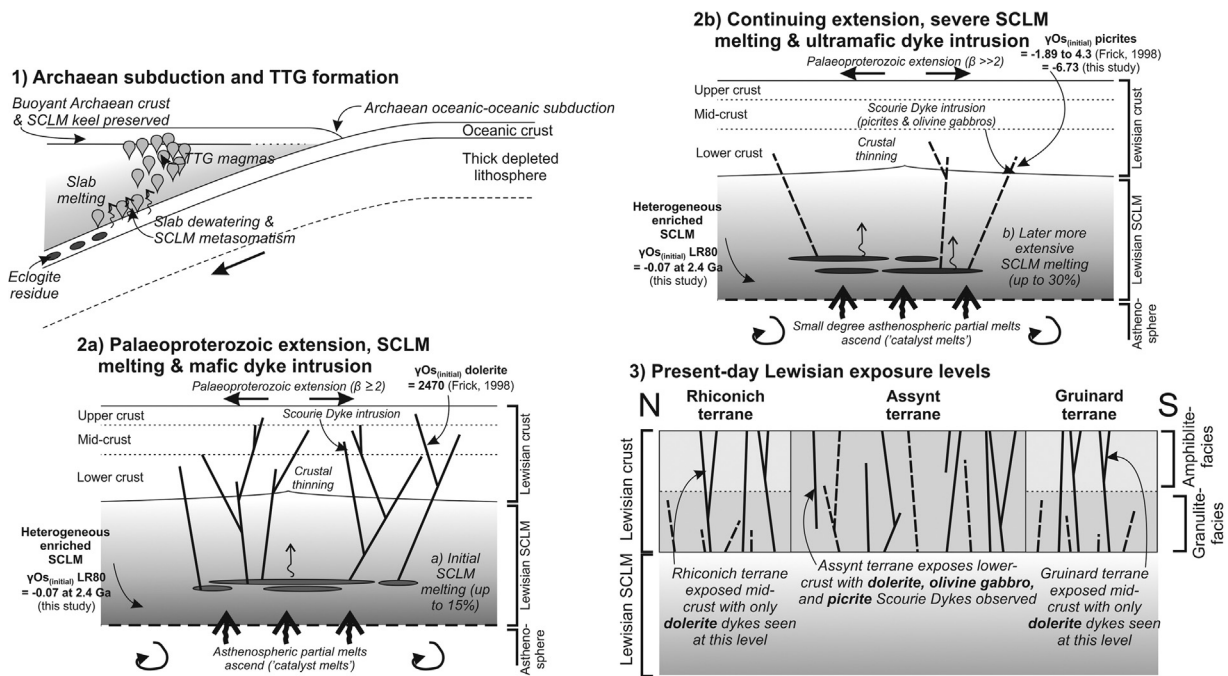 1) Archaean subduction and TTG formation
Buoyant Archaean crust
& SCLM keel preserved
Archaean oceanic-oceanic subduction
Oceanic crust
TTG magmas
Thick depleted
lithosphere
Slab
melting
Slab dewatering &
SCLM metasomatism
Eclogite
residue
2a) Palaeoproterozoic extension, SCLM
melting & mafic dyke intrusion
γOs(initial) dolerite
= 2470 (Frick, 1998)
Palaeoproterozoic extension (β ≥ 2)
Upper crust
Scourie Dyke intrusion
Mid-crust
Lower crust
Crustal
thinning
Lewisian crust
Heterogeneous
enriched
SCLM
γOs(initial) LR80
= -0.07 at 2.4 Ga
(this study)
a) Initial
SCLM
melting (up
to 15%)
Lewisian SCLM
Asthenospheric partial melts
ascend ('catalyst melts')
Astheno-
sphere
2b) Continuing extension, severe SCLM
melting & ultramafic dyke intrusion
γOs(initial) picrites
= -1.89 to 4.3 (Frick, 1998)
= -6.73 (this study)
Palaeoproterozoic extension (β >>2)
Upper crust
Mid-crust
Scourie Dyke intrusion
(picrites & olivine gabbros)
Lower crust
Crustal
thinning
Lewisian crust
Heterogeneous
enriched
SCLM
γOs(initial) LR80
= -0.07 at 2.4 Ga
(this study)
b) Later more
extensive
SCLM melting
(up to 30%)
Lewisian SCLM
Small degree asthenospheric partial melts
ascend ('catalyst melts')
Astheno-
sphere
3) Present-day Lewisian exposure levels
N
Rhiconich
terrane
Assynt
terrane
Gruinard
terrane
S
Lewisian crust
Amphiblite-
facies
Granulite-
facies
Lewisian SCLM
Rhiconich terrane
exposed mid-
crust with only
dolerite dykes seen
at this level
Assynt terrane exposes lower-
crust with dolerite, olivine gabbro,
and picrite Scourie Dykes observed
Gruinard terrane
exposed mid-
crust with only
dolerite dykes seen
at this level